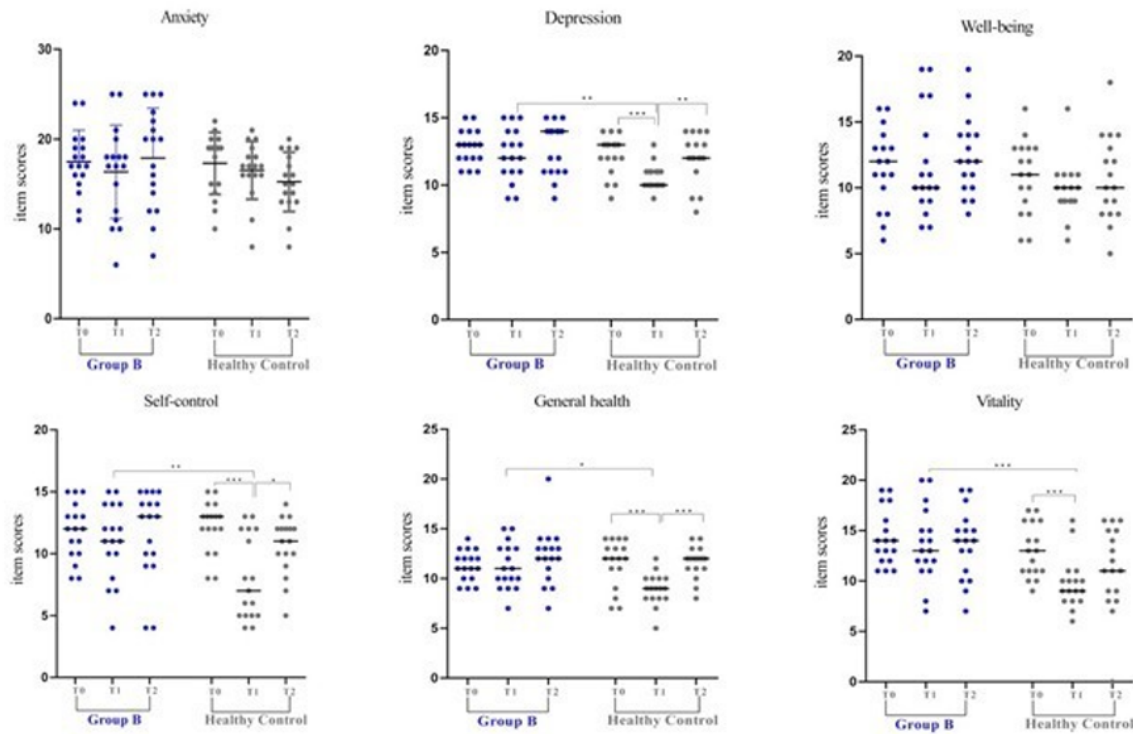 Anxiety
30
20
10
0
item scores
T0 T1 T2 T0 T1 T2
Group B Healthy Control
Depression
20
15
10
5
0
item scores
** **
***
T0 T1 T2 T0 T1 T2
Group B Healthy Control
Well-being
20
15
10
5
0
item scores
T0 T1 T2 T0 T1 T2
Group B Healthy Control
Self-control
20
15
10
5
0
item scores
**
*** *
T0 T1 T2 T0 T1 T2
Group B Healthy Control
General health
25
20
15
10
5
0
item scores
*
*** ***
T0 T1 T2 T0 T1 T2
Group B Healthy Control
Vitality
25
20
15
10
5
0
item scores
***
***
T0 T1 T2 T0 T1 T2
Group B Healthy Control